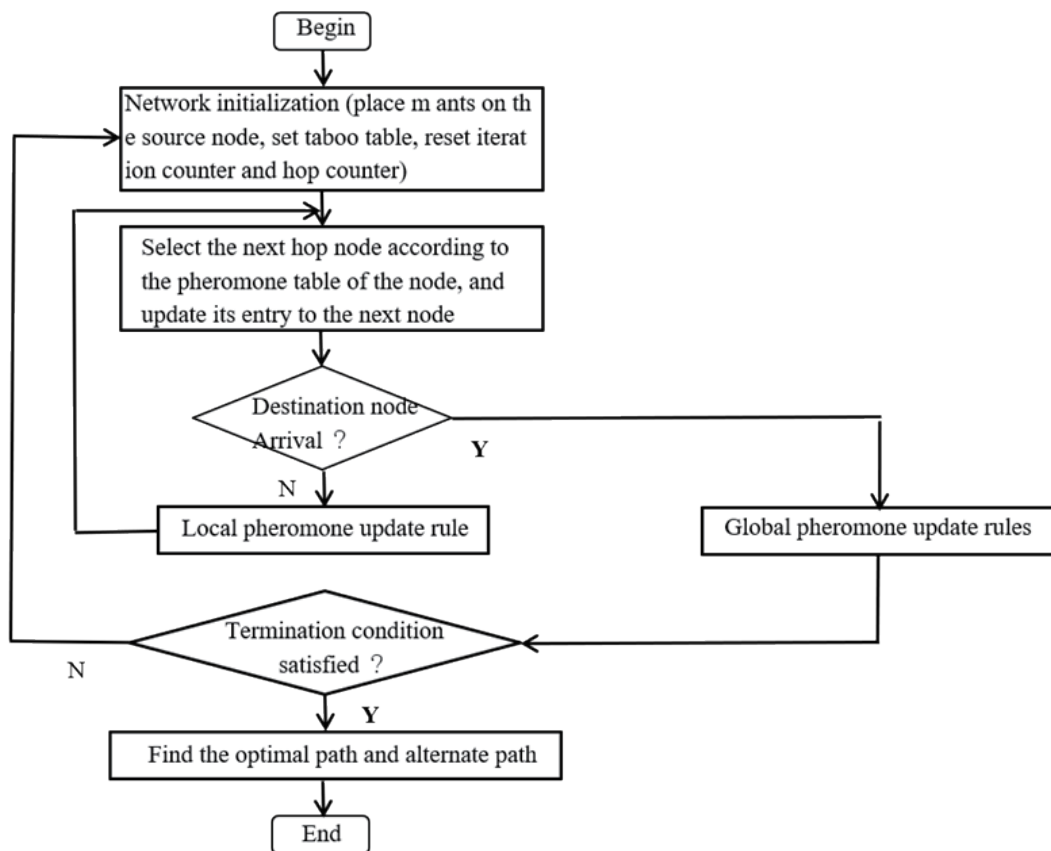 Begin
Network initialization (place m ants on th
e source node, set taboo table, reset iterat
ion counter and hop counter)
Select the next hop node according to
the pheromone table of the node, and
update its entry to the next node
Destination node
Arrival ?
Y
N
Local pheromone update rule
Global pheromone update rules
Termination condition
satisfied ?
N
Y
Find the optimal path and alternate path
End